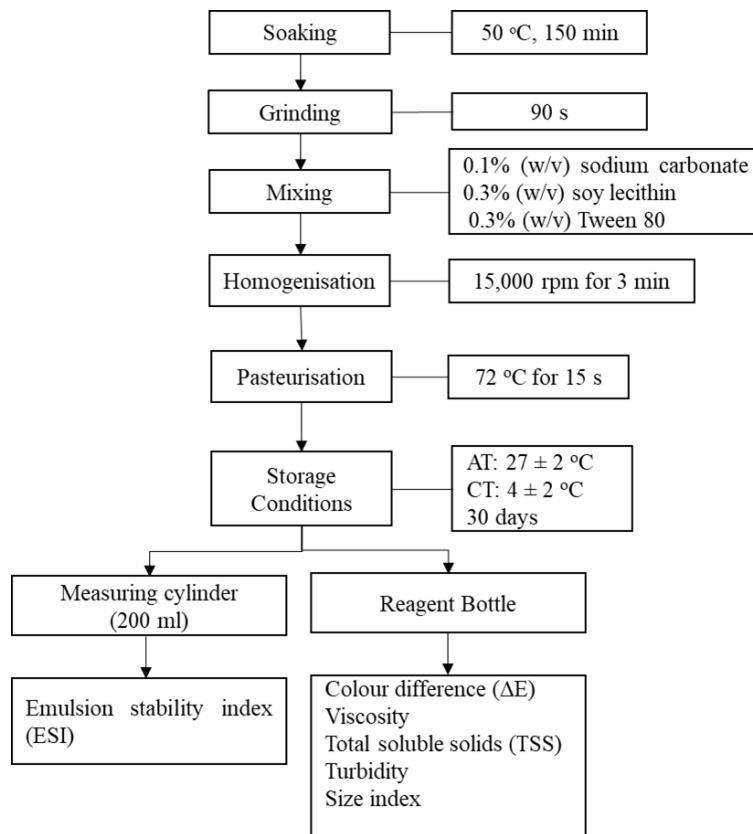 Soaking
50 °C, 150 min
Grinding
90 s
Mixing
0.1% (w/v) sodium carbonate
0.3% (w/v) soy lecithin
0.3% (w/v) Tween 80
Homogenisation
15,000 rpm for 3 min
Pasteurisation
72 °C for 15 s
Storage
Conditions
AT: 27 ± 2 °C
CT: 4 ± 2 °C
30 days
Measuring cylinder
(200 ml)
Reagent Bottle
Emulsion stability index
(ESI)
Colour difference (ΔE)
Viscosity
Total soluble solids (TSS)
Turbidity
Size index